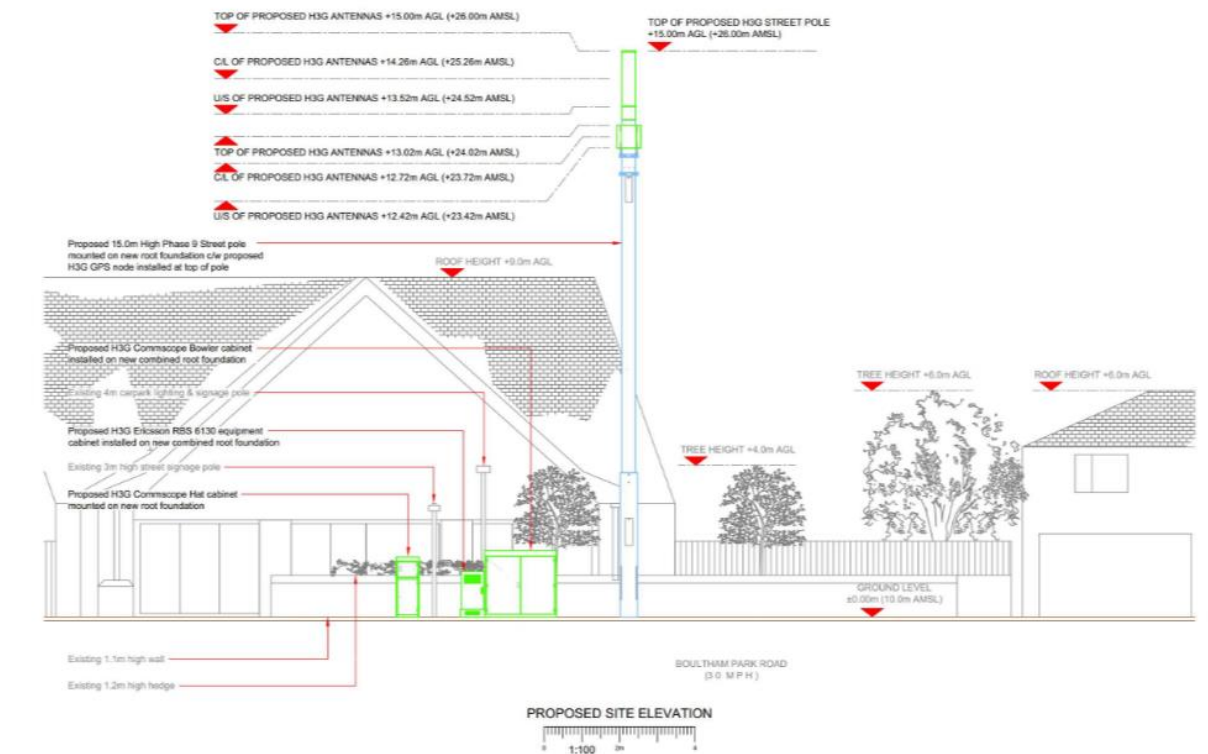 TOP OF PROPOSED H3G ANTENNAS +15.00m AGL (+26.00m AMSL)
TOP OF PROPOSED H3G STREET POLE
+15.00m AGL (+26.00m AMSL)
C/L OF PROPOSED H3G ANTENNAS +14.26m AGL (+25.26m AMSL)
U/S OF PROPOSED H3G ANTENNAS +13.52m AGL (+24.52m AMSL)
TOP OF PROPOSED H3G ANTENNAS +13.02m AGL (+24.02m AMSL)
C/L OF PROPOSED H3G ANTENNAS +12.72m AGL (+23.72m AMSL)
U/S OF PROPOSED H3G ANTENNAS +12.42m AGL (+23.42m AMSL)
Proposed 15.0m High Phase 9 Street pole
mounted on new root foundation c/w proposed
H3G GPS node installed at top of pole
ROOF HEIGHT +9.0m AGL
Proposed H3G Commscope Bowler cabinet
installed on new combined root foundation
Existing 4m carpark lighting & signage pole
Proposed H3G Ericsson RBS 6130 equipment
cabinet installed on new combined root foundation
Existing 3m high street signage pole
Proposed H3G Commscope Hat cabinet
mounted on new root foundation
TREE HEIGHT +4.0m AGL
TREE HEIGHT +6.0m AGL
ROOF HEIGHT +6.0m AGL
GROUND LEVEL
±0.00m (10.0m AMSL)
Existing 1.1m high wall
Existing 1.2m high hedge
BOULTHAM PARK ROAD
(30 MPH)
PROPOSED SITE ELEVATION
0 1:100 2m 4